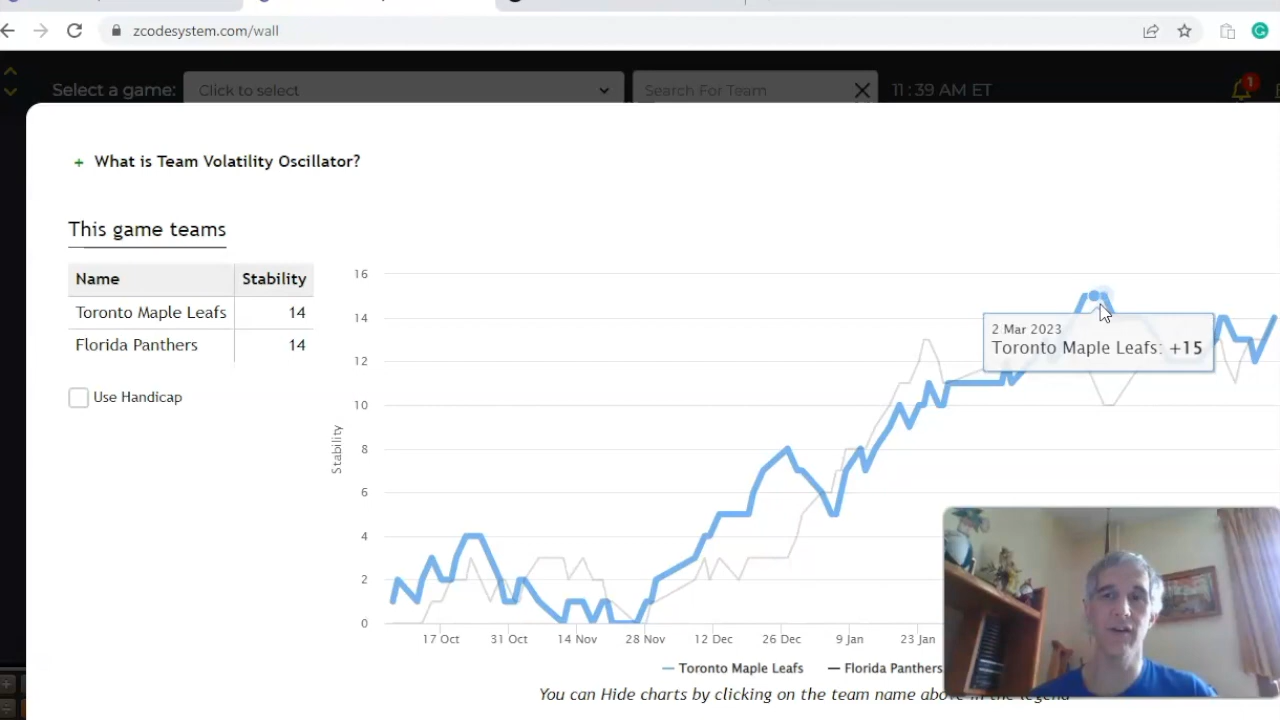 zcodesystem.com/wall
Select a game: Click to select Search For Team 11:39 AM ET 1
+ What is Team Volatility Oscillator?
This game teams
Name Stability
Toronto Maple Leafs 14
Florida Panthers 14
Use Handicap
16
14
12
10
8
6
4
2
0
Stability
2 Mar 2023
Toronto Maple Leafs: +15
17 Oct 31 Oct 14 Nov 28 Nov 12 Dec 26 Dec 9 Jan 23 Jan
Toronto Maple Leafs Florida Panthers
You can Hide charts by clicking on the team name above in the legend